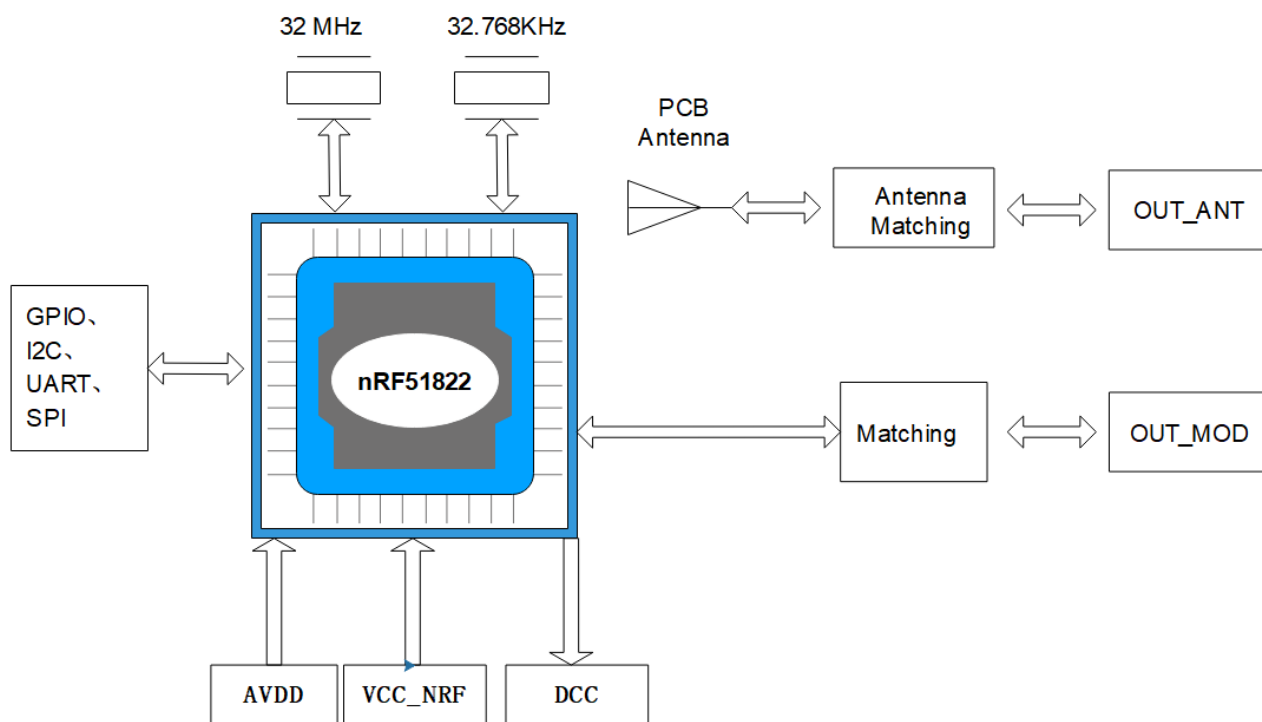 32 MHz
32.768KHz
PCB
Antenna
Antenna
Matching
OUT_ANT
GPIO、
I2C、
UART、
SPI
nRF51822
Matching
OUT_MOD
AVDD
VCC_NRF
DCC